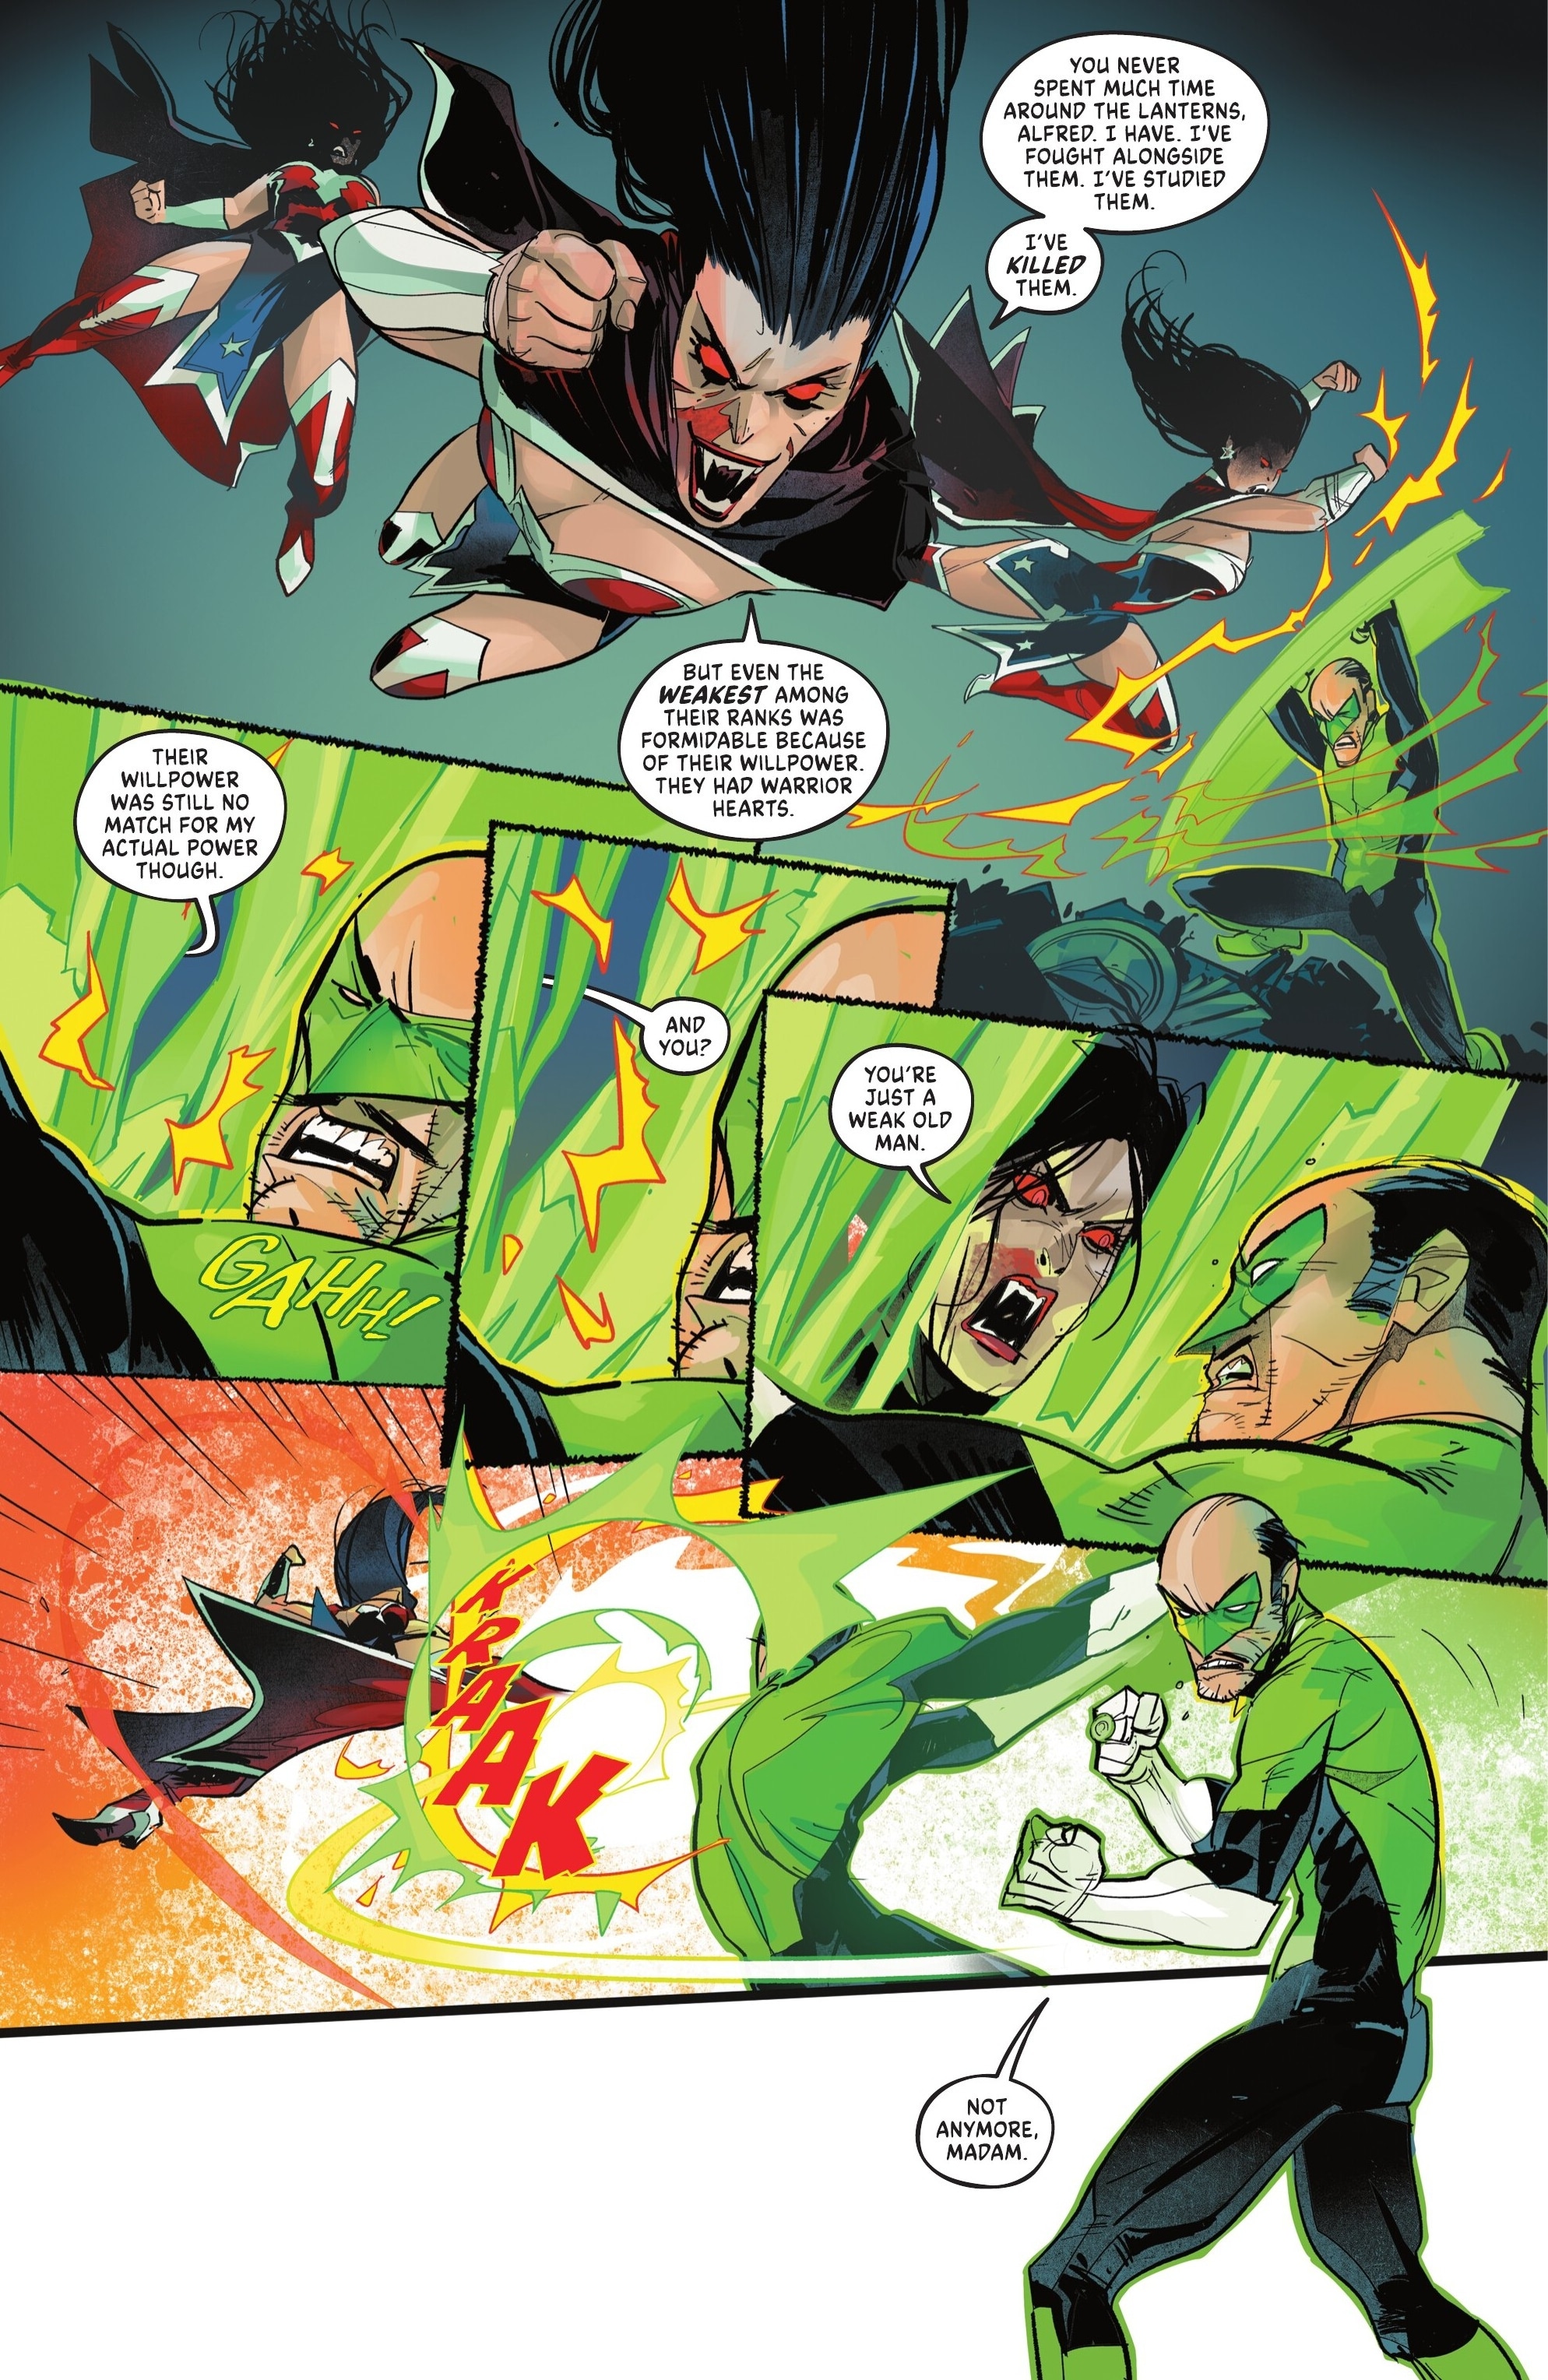 YOU NEVER
SPENT MUCH TIME
AROUND THE LANTERNS,
ALFRED. I HAVE. I'VE
FOUGHT ALONGSIDE
THEM. I'VE STUDIED
THEM.
I'VE
KILLED
THEM.
BUT EVEN THE
WEAKEST AMONG
THEIR RANKS WAS
FORMIDABLE BECAUSE
OF THEIR WILLPOWER.
THEY HAD WARRIOR
HEARTS.
THEIR
WILLPOWER
WAS STILL NO
MATCH FOR MY
ACTUAL POWER
THOUGH.
GAHH!
AND
YOU?
YOU'RE
JUST A
WEAK OLD
MAN.
KRAAK
NOT
ANYMORE,
MADAM.